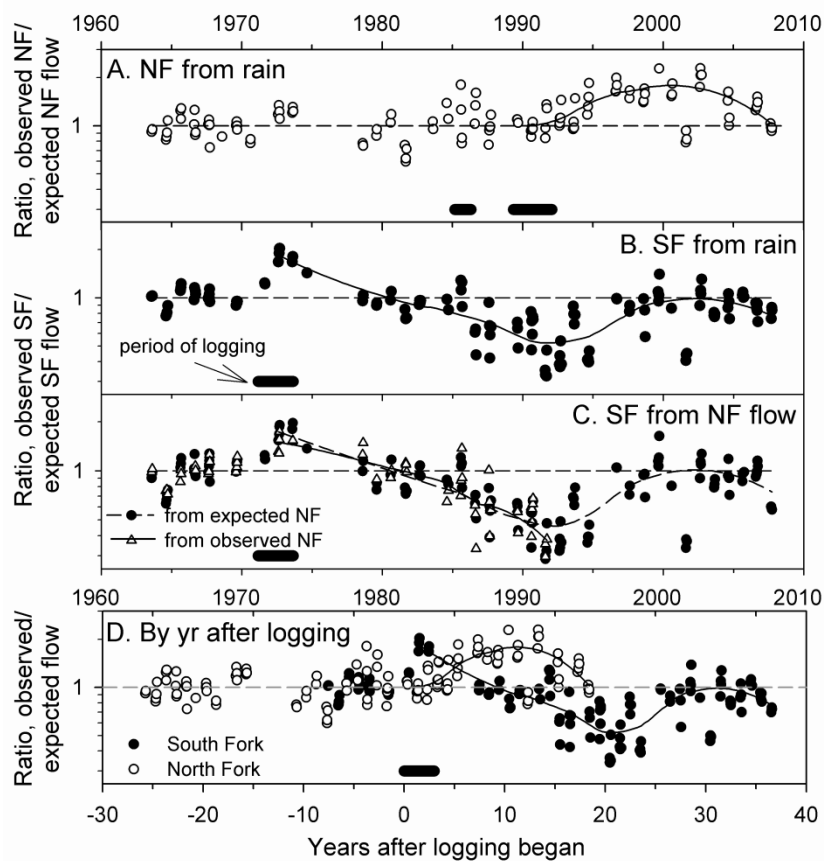 1960 1970 1980 1990 2000 2010
A. NF from rain
Ratio, observed NF/
expected NF flow
1
B. SF from rain
1
period of logging
Ratio, observed SF/
expected SF flow
C. SF from NF flow
1
from expected NF
from observed NF
1960 1970 1980 1990 2000 2010
D. By yr after logging
Ratio, observed/
expected flow
1
South Fork
North Fork
-30 -20 -10 0 10 20 30 40
Years after logging began